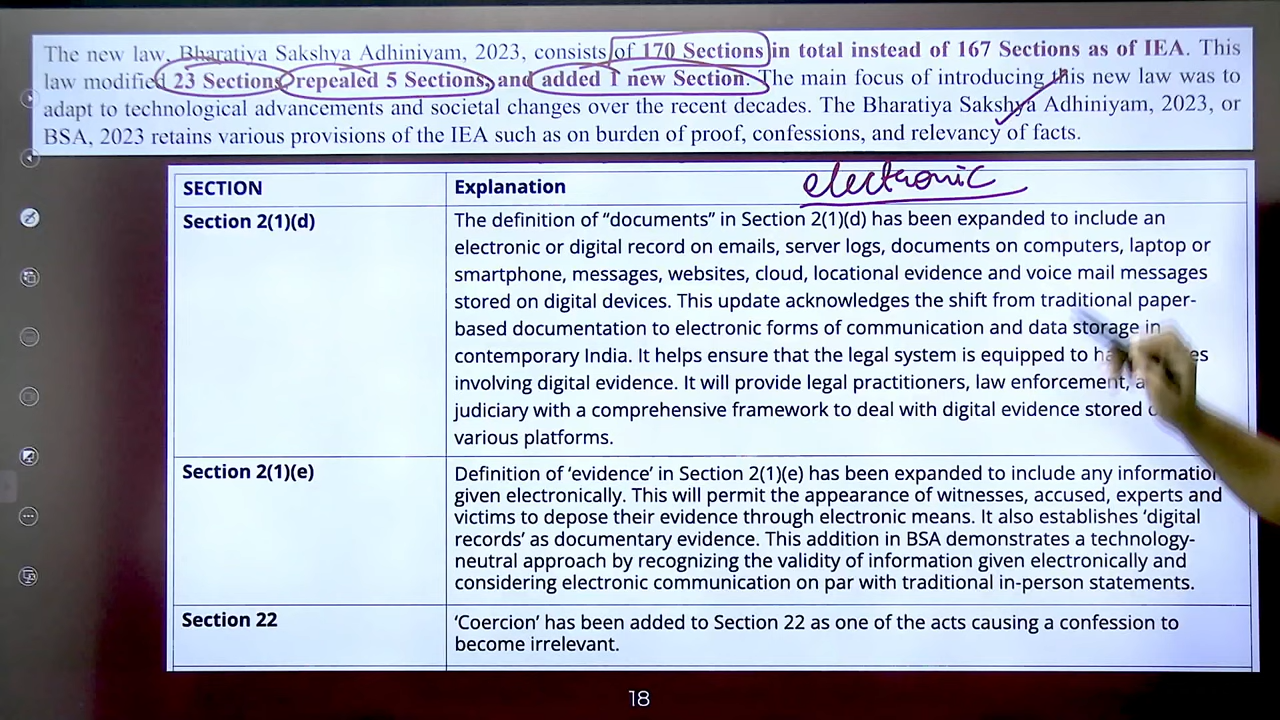 The new law, Bharatiya Sakshya Adhiniyam, 2023, consists of 170 Sections in total instead of 167 Sections as of IEA. This
law modified 23 Sections, repealed 5 Sections, and added 1 new Section. The main focus of introducing this new law was to
adapt to technological advancements and societal changes over the recent decades. The Bharatiya Sakshya Adhiniyam, 2023, or
BSA, 2023 retains various provisions of the IEA such as on burden of proof, confessions, and relevancy of facts.
electronic
SECTION Explanation
Section 2(1)(d) The definition of “documents” in Section 2(1)(d) has been expanded to include an
electronic or digital record on emails, server logs, documents on computers, laptop or
smartphone, messages, websites, cloud, locational evidence and voice mail messages
stored on digital devices. This update acknowledges the shift from traditional paper-
based documentation to electronic forms of communication and data storage in
contemporary India. It helps ensure that the legal system is equipped to
involving digital evidence. It will provide legal practitioners, law enforcement,
judiciary with a comprehensive framework to deal with digital evidence stored
various platforms.
Section 2(1)(e) Definition of ‘evidence’ in Section 2(1)(e) has been expanded to include any information
given electronically. This will permit the appearance of witnesses, accused, experts and
victims to depose their evidence through electronic means. It also establishes ‘digital
records’ as documentary evidence. This addition in BSA demonstrates a technology-
neutral approach by recognizing the validity of information given electronically and
considering electronic communication on par with traditional in-person statements.
Section 22 ‘Coercion’ has been added to Section 22 as one of the acts causing a confession to
become irrelevant.
18